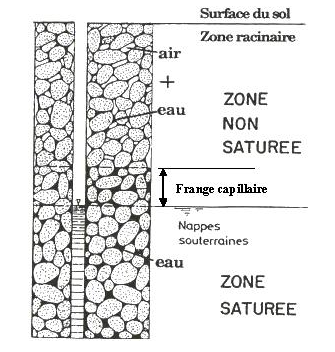 Surface du sol
Zone racinaire
air
+
eau
ZONE
NON
SATUREE
Frange capillaire
Nappes
souterraines
eau
ZONE
SATUREE